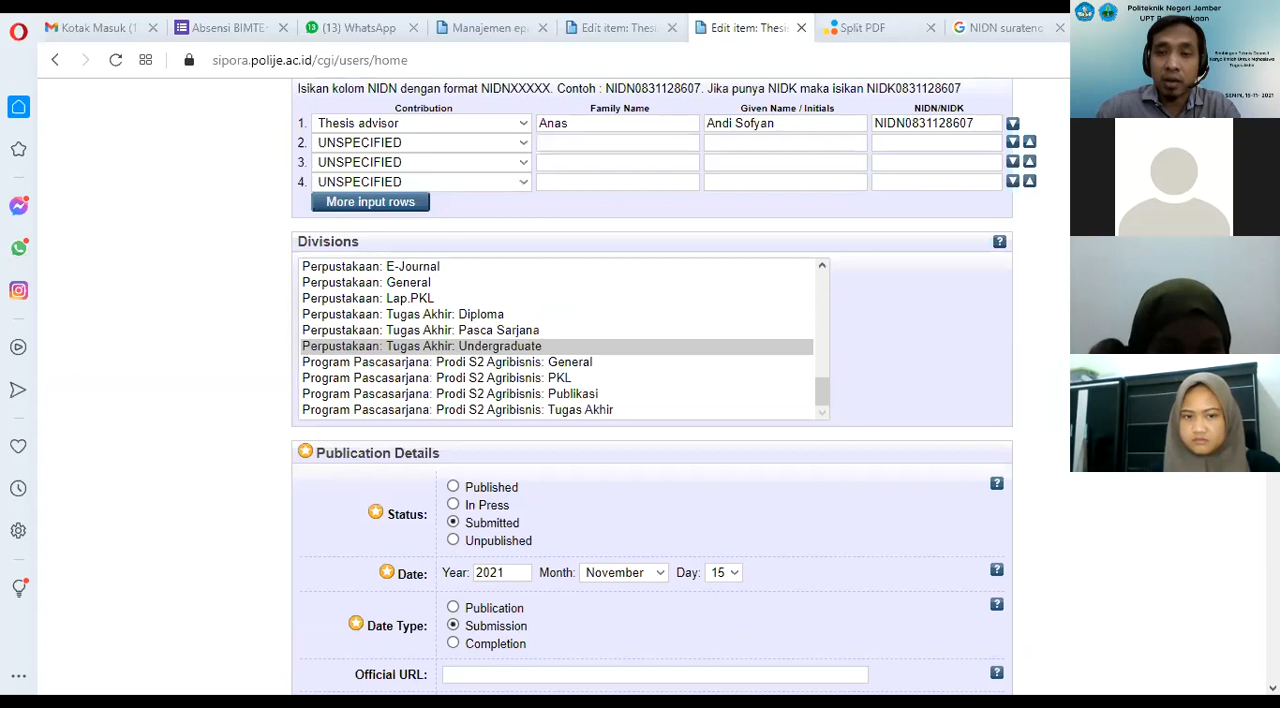 Kotak Masuk (1
Absensi BIMTE
(13) WhatsApp
Manajemen ep
Edit item: Thesi
Edit item: Thesi
Split PDF
NIDN surateno
sipora.polije.ac.id/cgi/users/home
Isikan kolom NIDN dengan format NIDNXXXXX. Contoh : NIDN0831128607. Jika punya NIDK maka isikan NIDK0831128607
Contribution Family Name Given Name / Initials NIDN/NIDK
1. Thesis advisor Anas Andi Sofyan NIDN0831128607
2. UNSPECIFIED
3. UNSPECIFIED
4. UNSPECIFIED
More input rows
Divisions
?
Perpustakaan: E-Journal
Perpustakaan: General
Perpustakaan: Lap.PKL
Perpustakaan: Tugas Akhir: Diploma
Perpustakaan: Tugas Akhir: Pasca Sarjana
Perpustakaan: Tugas Akhir: Undergraduate
Program Pascasarjana: Prodi S2 Agribisnis: General
Program Pascasarjana: Prodi S2 Agribisnis: PKL
Program Pascasarjana: Prodi S2 Agribisnis: Publikasi
Program Pascasarjana: Prodi S2 Agribisnis: Tugas Akhir
Publication Details
Status:
Published
In Press
Submitted
Unpublished
?
Date: Year: 2021 Month: November Day: 15 ?
Date Type:
Publication
Submission
Completion
?
Official URL: ?
Politeknik Negeri Jember
UPT
SENIN, 15-11- 2021